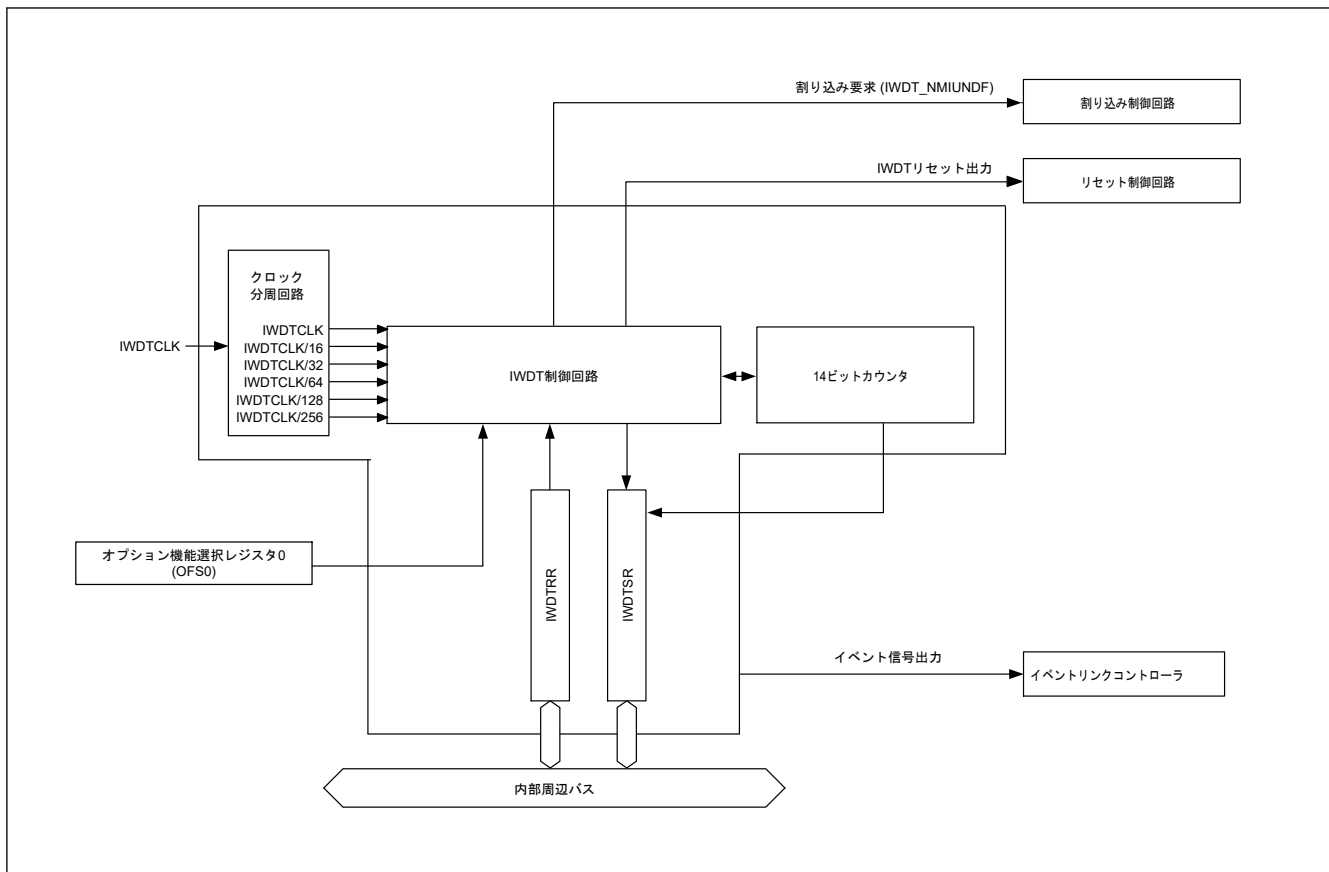 割り込み要求 (IWDT_NMIUNDF)
割り込み制御回路
IWDTリセット出力
リセット制御回路
クロック
分周回路
IWDTCLK
IWDTCLK
IWDTCLK/16
IWDTCLK/32
IWDTCLK/64
IWDTCLK/128
IWDTCLK/256
IWDT制御回路
14ビットカウンタ
オプション機能選択レジスタ0
(OFS0)
IWDTRR
IWDTSR
イベント信号出力
イベントリンクコントローラ
内部周辺バス